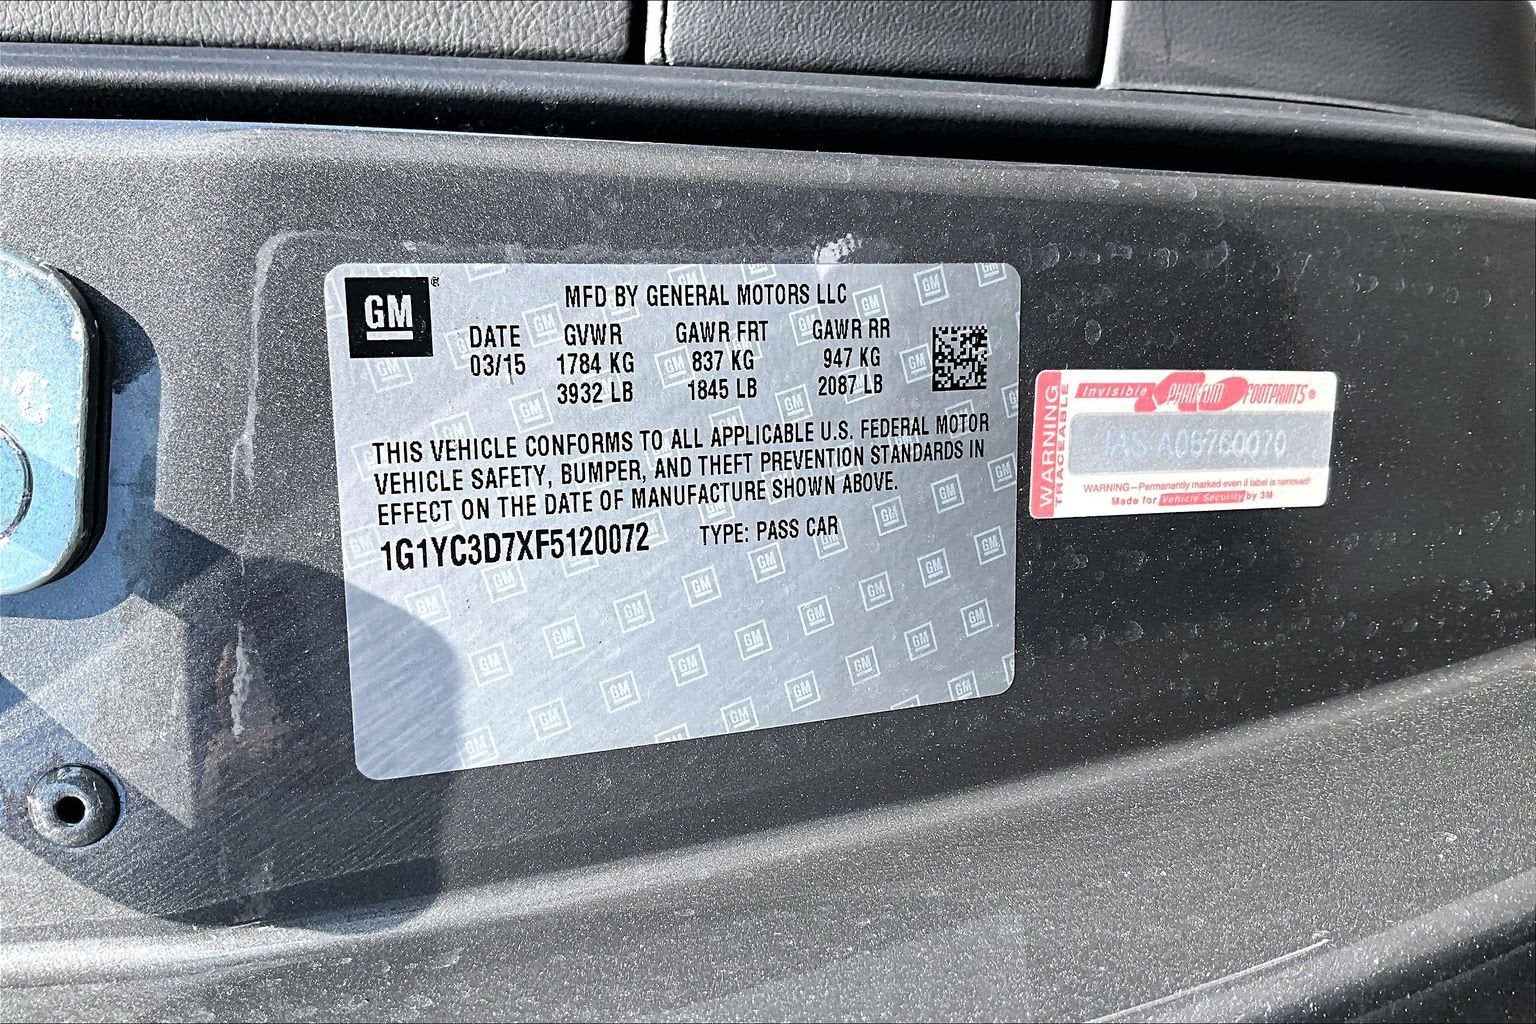 GM
MFD BY GENERAL MOTORS LLC
DATE GVWR GAWR FRT GAWR RR
03/15 1784 KG 837 KG 947 KG
3932 LB 1845 LB 2087 LB
THIS VEHICLE CONFORMS TO ALL APPLICABLE U.S. FEDERAL MOTOR
VEHICLE SAFETY, BUMPER, AND THEFT PREVENTION STANDARDS IN
EFFECT ON THE DATE OF MANUFACTURE SHOWN ABOVE.
1G1YC3D7XF5120072 TYPE: PASS CAR
WARNING
TRACEABLE
Invisible PHANTOM FOOTPRINTS®
A06760070
WARNING—Permanently marked even if label is removed!
Made for Vehicle Security by 3M